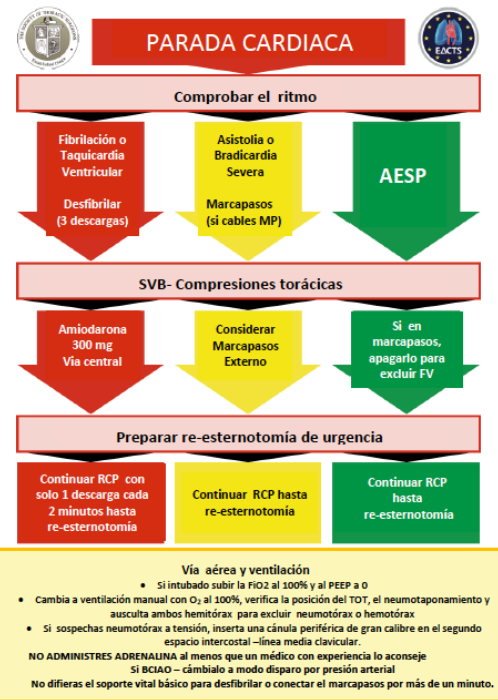 THE SOCIETY OF THORACIC SURGEONS
EACTS
PARADA CARDIACA
Comprobar el ritmo
Fibrilación o
Taquicardia
Ventricular
Desfibrilar
(3 descargas)
Asistolia o
Bradicardia
Severa
Marcapasos
(si cables MP)
AESP
SVB- Compresiones torácicas
Amiodarona
300 mg
Via central
Considerar
Marcapasos
Externo
Si en
marcapasos,
apagarlo para
excluir FV
Preparar re-esternotomía de urgencia
Continuar RCP con
solo 1 descarga cada
2 minutos hasta
re-esternotomía
Continuar RCP hasta
re-esternotomía
Continuar RCP
hasta
re-esternotomía
Vía aérea y ventilación
• Si intubado subir la FiO2 al 100% y al PEEP a 0
• Cambia a ventilación manual con O₂ al 100%, verifica la posición del TOT, el neumotaponamiento y
ausculta ambos hemitórax para excluir neumotórax o hemotórax
• Si sospechas neumotórax a tensión, inserta una cánula periférica de gran calibre en el segundo
espacio intercostal –línea media clavicular.
NO ADMINISTRES ADRENALINA al menos que un médico con experiencia lo aconseje
Si BCIAO – cámbialo a modo disparo por presión arterial
No difieras el soporte vital básico para desfibrilar o conectar el marcapasos por más de un minuto.